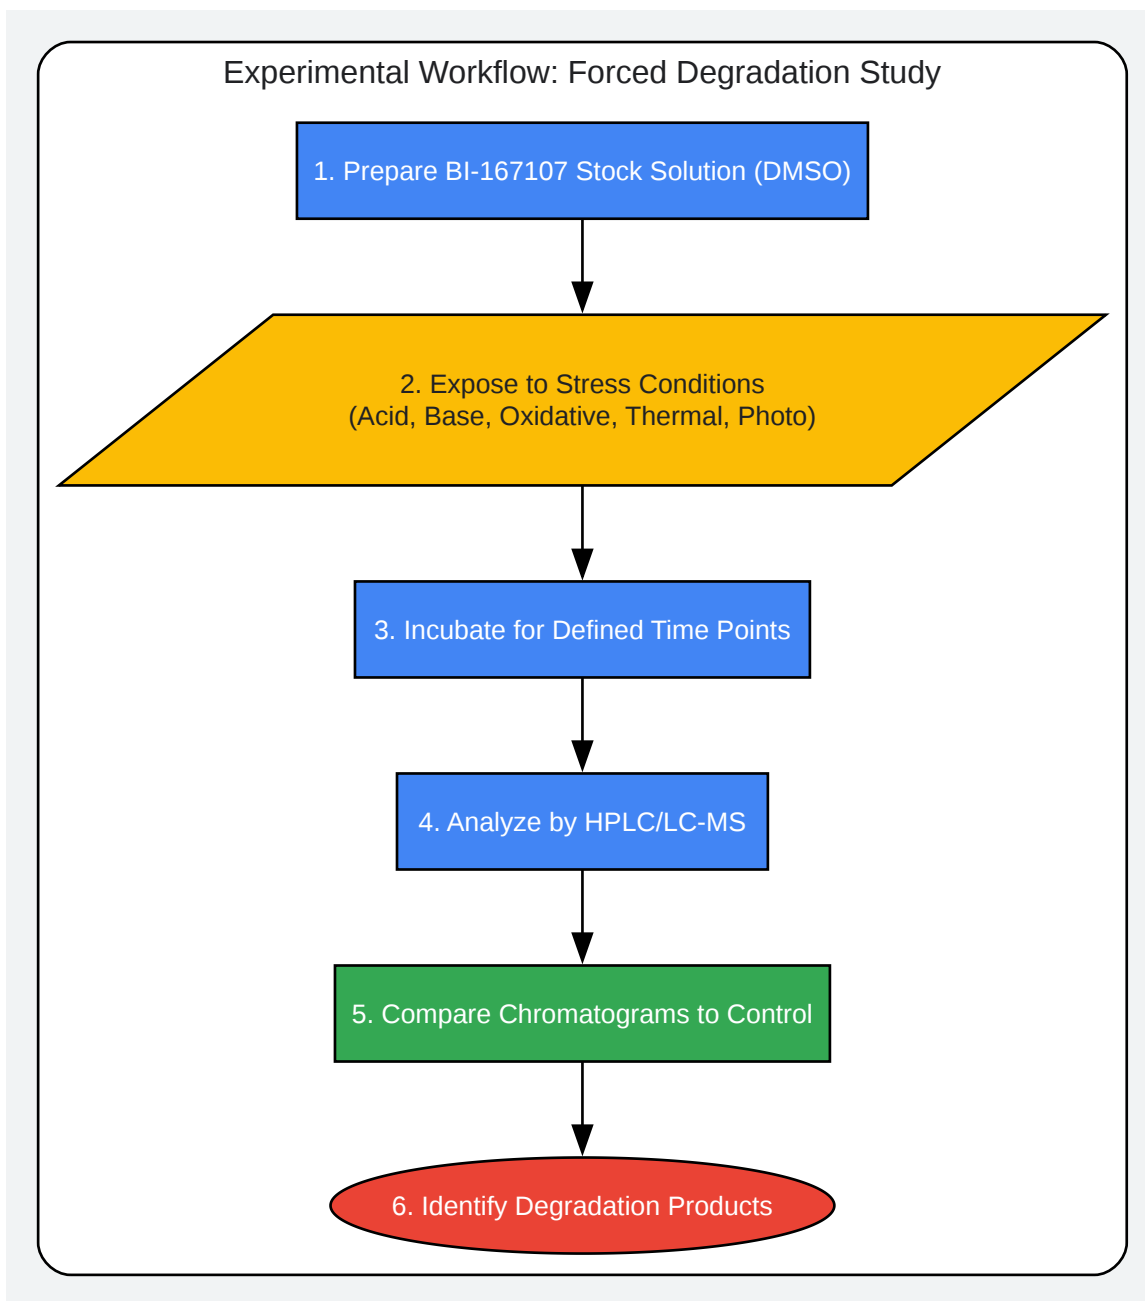 Experimental Workflow: Forced Degradation Study
1. Prepare BI-167107 Stock Solution (DMSO)
2. Expose to Stress Conditions
(Acid, Base, Oxidative, Thermal, Photo)
3. Incubate for Defined Time Points
4. Analyze by HPLC/LC-MS
5. Compare Chromatograms to Control
6. Identify Degradation Products